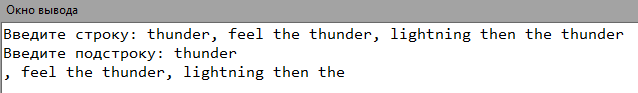 Окно вывода
Введите строку: thunder, feel the thunder, lightning then the thunder
Введите подстроку: thunder
, feel the thunder, lightning then the